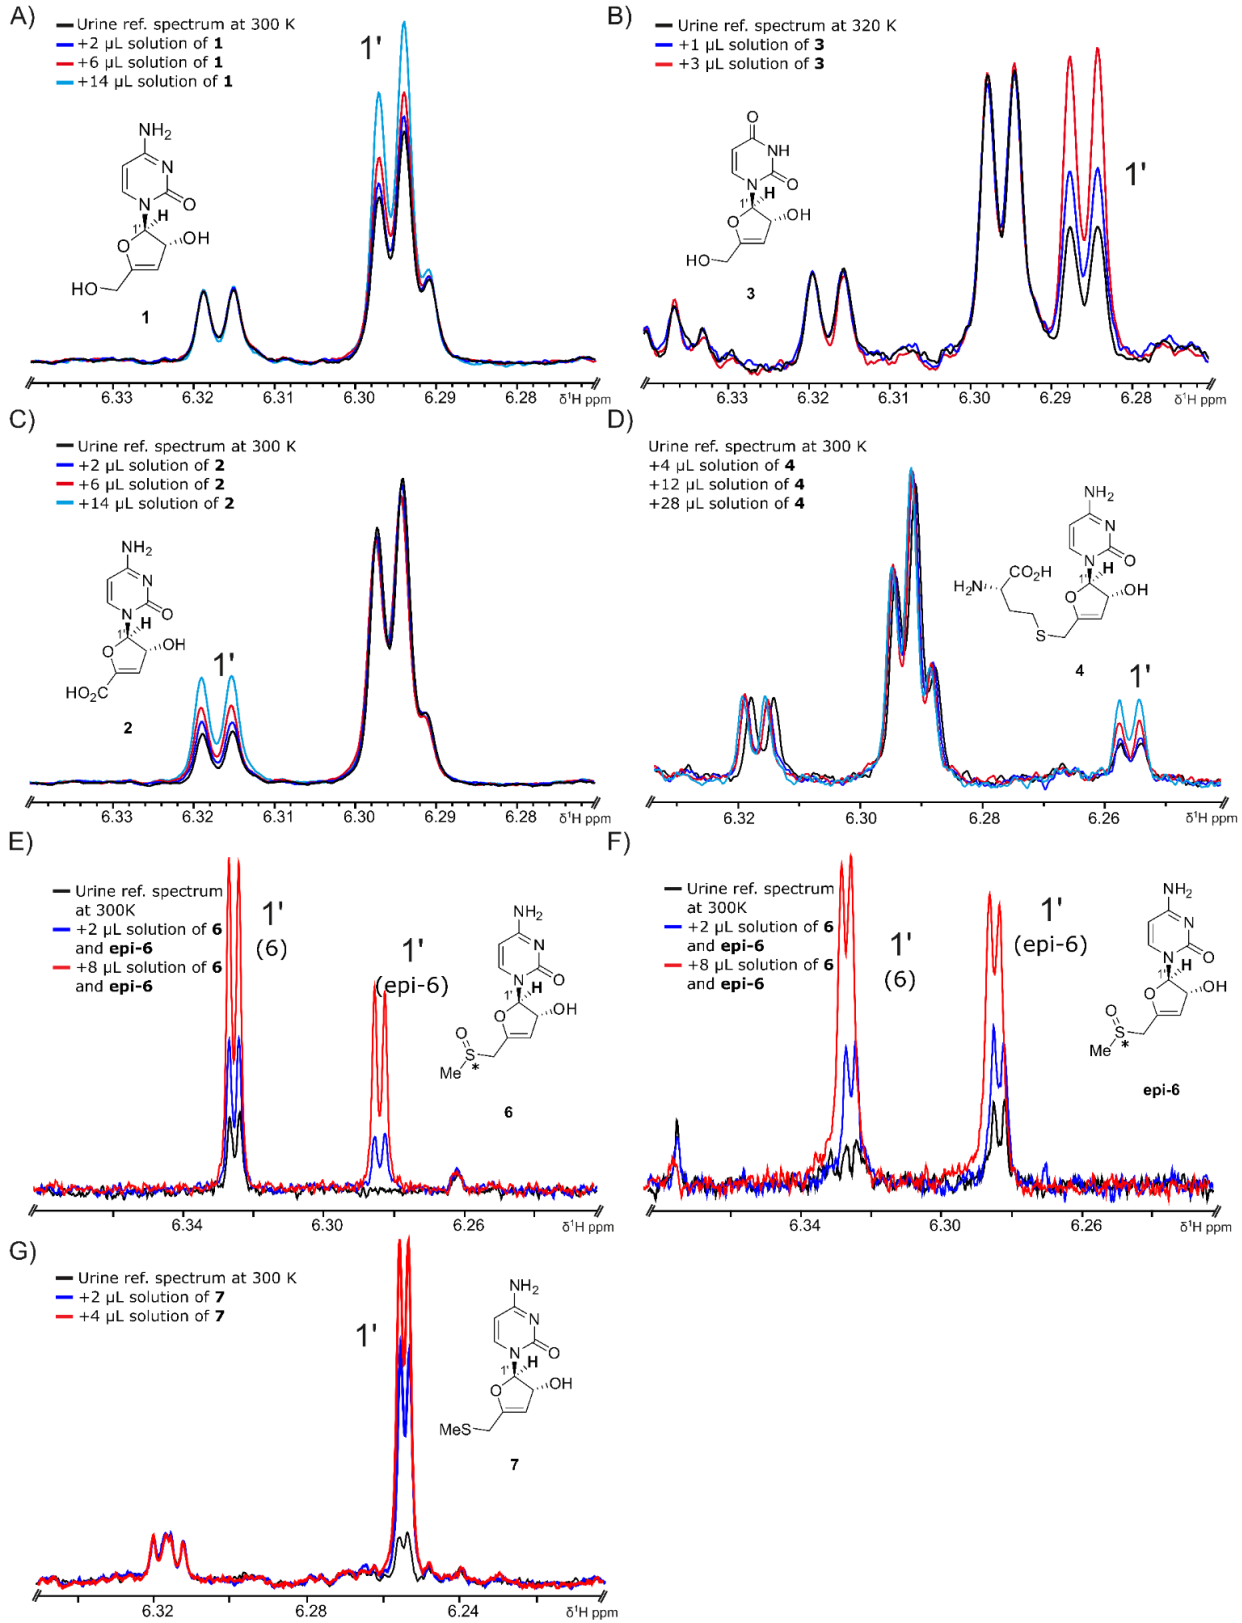 A)
Urine ref. spectrum at 300 K
+2 µL solution of 1
+6 µL solution of 1
+14 µL solution of 1
1'
NH2
N
N
O
1'
H
O
OH
HO
1
6.33 6.32 6.31 6.30 6.29 6.28 δ1H ppm
B)
Urine ref. spectrum at 320 K
+1 µL solution of 3
+3 µL solution of 3
1'
O
NH
N
O
1'
H
O
OH
HO
3
6.33 6.32 6.31 6.30 6.29 6.28 δ1H ppm
C)
Urine ref. spectrum at 300 K
+2 µL solution of 2
+6 µL solution of 2
+14 µL solution of 2
NH2
N
N
O
1'
H
O
OH
HO2C
2
1'
6.33 6.32 6.31 6.30 6.29 6.28 δ1H ppm
D)
Urine ref. spectrum at 300 K
+4 µL solution of 4
+12 µL solution of 4
+28 µL solution of 4
NH2
N
N
O
1'
H
CO2H
H2N
O
OH
S
4
1'
6.32 6.30 6.28 6.26 δ1H ppm
E)
Urine ref. spectrum
at 300K
+2 µL solution of 6
and epi-6
+8 µL solution of 6
and epi-6
1'
(6)
1'
(epi-6)
NH2
N
N
O
1'
H
O
OH
O
S
*
Me
6
6.34 6.30 6.26 δ1H ppm
F)
Urine ref. spectrum
at 300K
+2 µL solution of 6
and epi-6
+8 µL solution of 6
and epi-6
1'
(6)
1'
(epi-6)
NH2
N
N
O
1'
H
O
OH
O
S
*
Me
epi-6
6.34 6.30 6.26 δ1H ppm
G)
Urine ref. spectrum at 300 K
+2 µL solution of 7
+4 µL solution of 7
1'
NH2
N
N
O
1'
H
O
OH
MeS
7
6.32 6.28 6.24 δ1H ppm